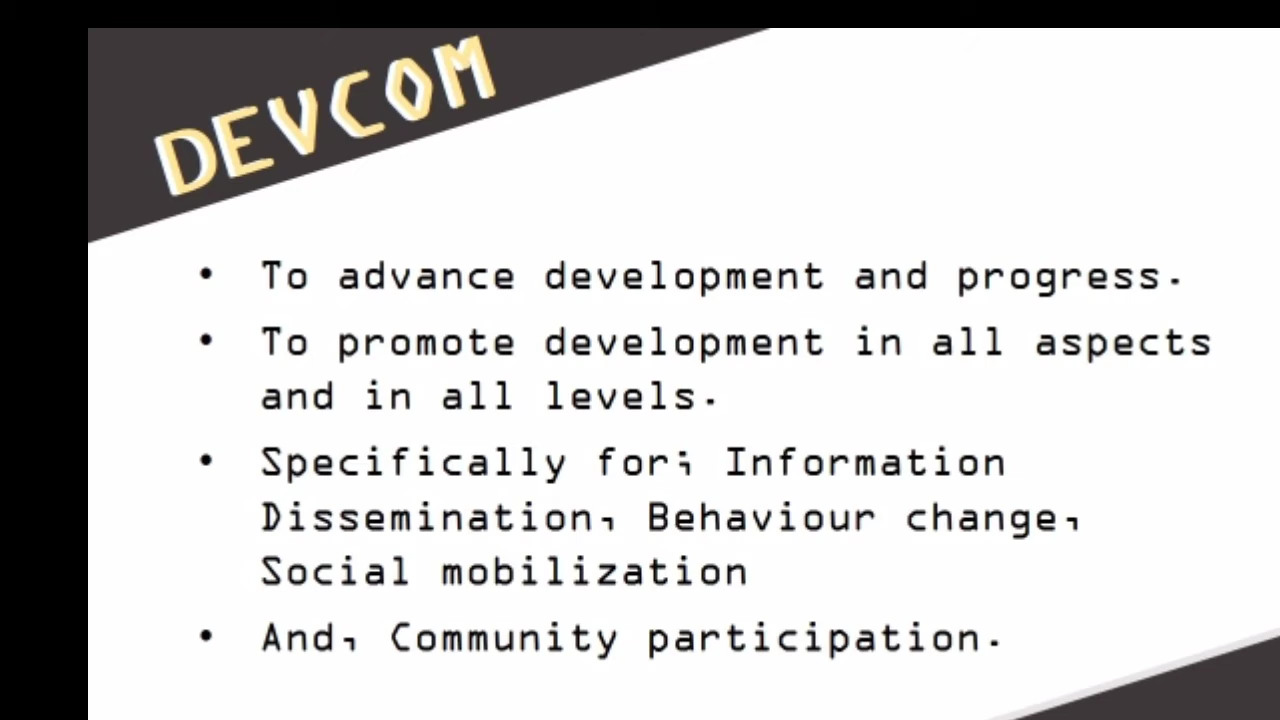 DEVCOM
• To advance development and progress.
• To promote development in all aspects
and in all levels.
• Specifically for; Information
Dissemination, Behaviour change,
Social mobilization
• And, Community participation.